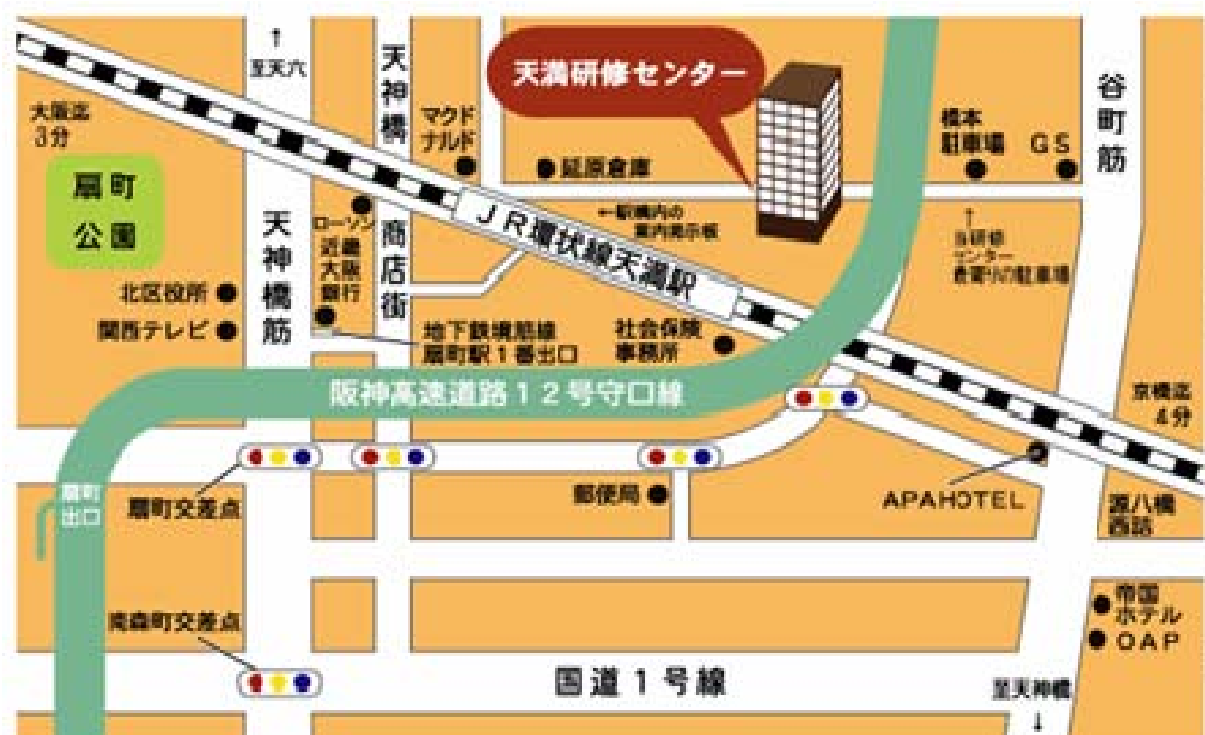 ↑
至天六
天神橋
商店街
天満研修センター
谷町筋
大阪迄
3分
マクド
ナルド
延原倉庫
橋本
駐車場
GS
扇町
公園
天神橋筋
ローソン
近畿
大阪
銀行
JR環状線天満駅
←駅構内の
案内掲示板
↑
当研修
センター
最寄りの駐車場
北区役所
関西テレビ
地下鉄堺筋線
扇町駅1番出口
社会保険
事務所
阪神高速道路12号守口線
京橋迄
4分
扇町
出口
扇町交差点
郵便局
APAHOTEL
源八橋
西詰
帝国
ホテル
OAP
南森町交差点
国道1号線
至天神橋
↓